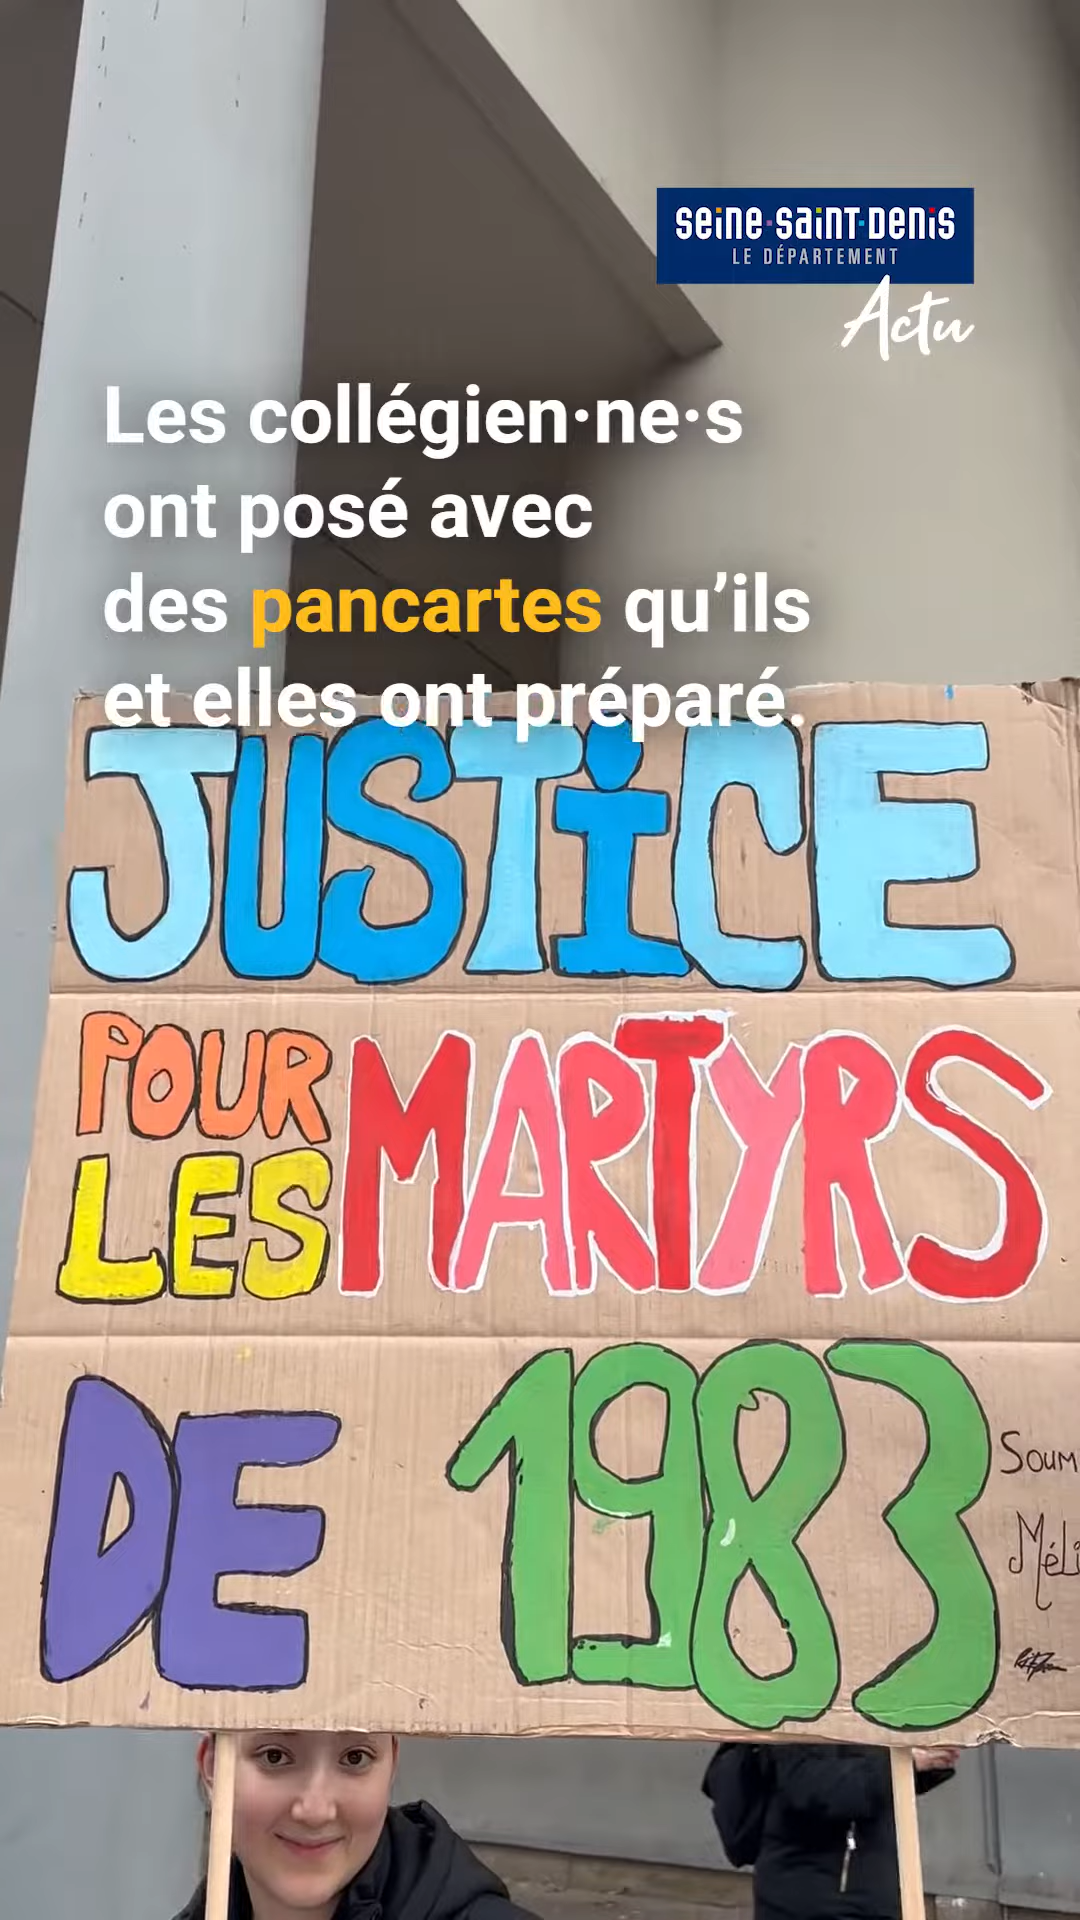 seine-saint-denis
LE DÉPARTEMENT
Actu
Les collégien·ne·s
ont posé avec
des pancartes qu’ils
et elles ont préparé.
JUSTiCE
POUR
LES MARTYRS
DE 1983